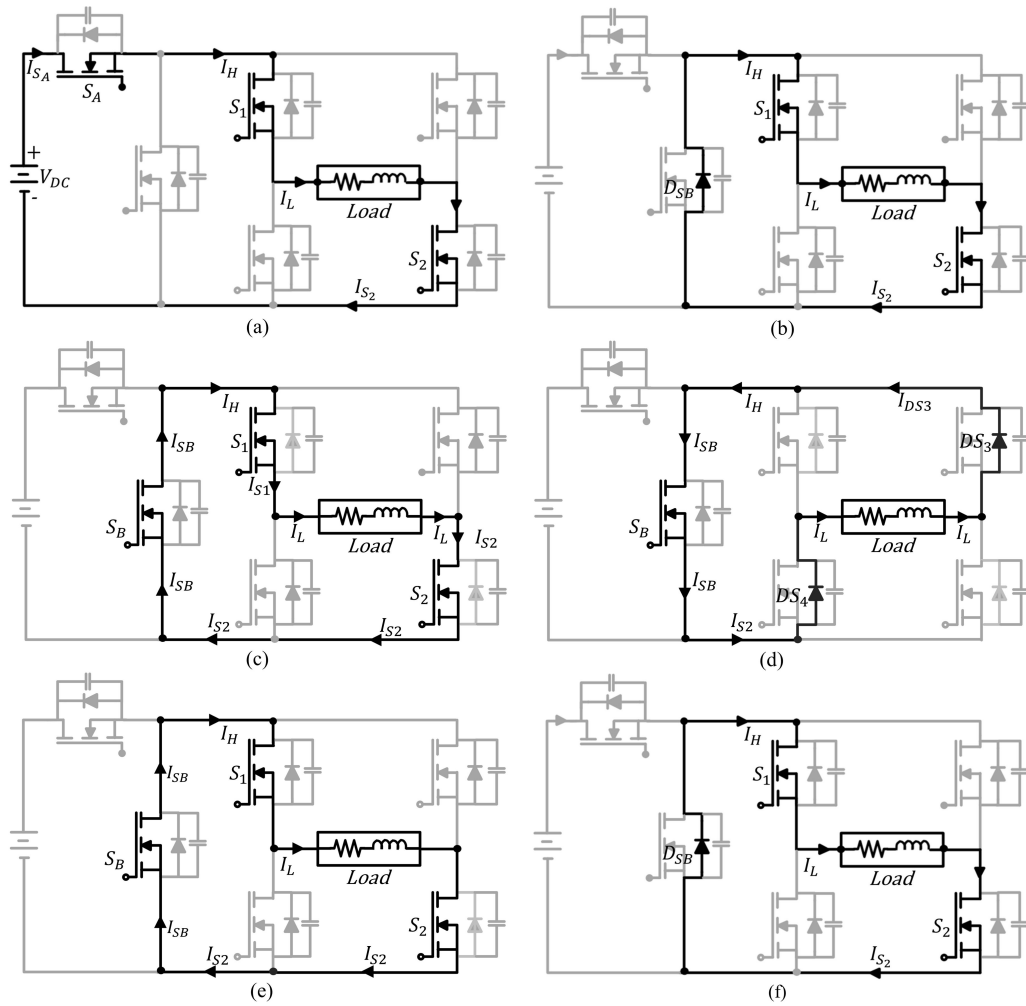 I_{S_A} S_A I_H S_1
+ V_{DC} -
I_L Load S_2
I_{S_2}
(a)
I_H S_1
D_{SB} I_L Load S_2
I_{S_2}
(b)
I_H I_{SB} S_1 I_{S1}
S_B I_L Load I_L I_{S2}
I_{SB} S_2
I_{S2} I_{S2}
(c)
I_H I_{DS3}
I_{SB} DS_3
S_B I_L Load I_L
I_{SB} DS_4
I_{S2}
(d)
I_H
I_{SB} S_1
S_B I_L Load
I_{SB} S_2
I_{S2} I_{S2}
(e)
I_H
S_1
D_{SB} I_L Load
S_2
I_{S_2}
(f)